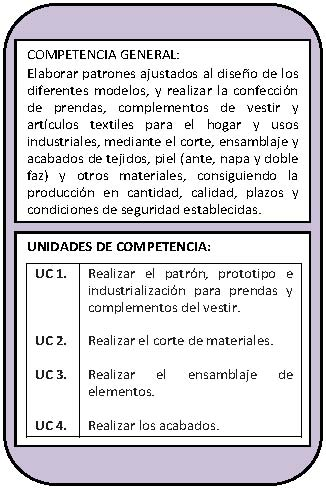 COMPETENCIA GENERAL:
Elaborar patrones ajustados al diseño de los
diferentes modelos, y realizar la confección
de prendas, complementos de vestir y
artículos textiles para el hogar y usos
industriales, mediante el corte, ensamblaje y
acabados de tejidos, piel (ante, napa y doble
faz) y otros materiales, consiguiendo la
producción en cantidad, calidad, plazos y
condiciones de seguridad establecidas.
UNIDADES DE COMPETENCIA:
UC 1. Realizar el patrón, prototipo e
industrialización para prendas y
complementos del vestir.
UC 2. Realizar el corte de materiales.
UC 3. Realizar el ensamblaje de
elementos.
UC 4. Realizar los acabados.